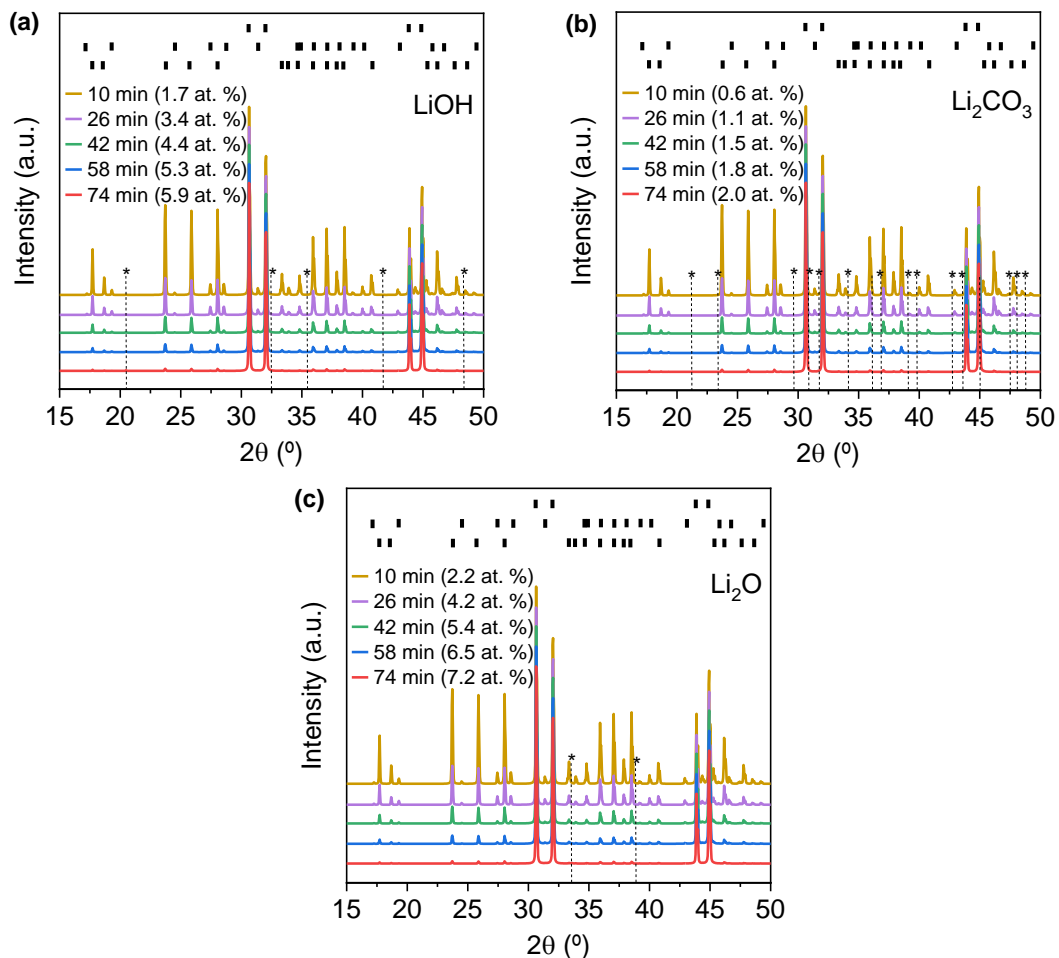 (a)
10 min (1.7 at. %)
26 min (3.4 at. %)
42 min (4.4 at. %)
58 min (5.3 at. %)
74 min (5.9 at. %)
LiOH
* * * * *
Intensity (a.u.)
15 20 25 30 35 40 45 50
2θ (º)
(b)
10 min (0.6 at. %)
26 min (1.1 at. %)
42 min (1.5 at. %)
58 min (1.8 at. %)
74 min (2.0 at. %)
Li₂CO₃
* * * * * * * * * * * * * *
Intensity (a.u.)
15 20 25 30 35 40 45 50
2θ (º)
(c)
10 min (2.2 at. %)
26 min (4.2 at. %)
42 min (5.4 at. %)
58 min (6.5 at. %)
74 min (7.2 at. %)
Li₂O
* *
Intensity (a.u.)
15 20 25 30 35 40 45 50
2θ (º)